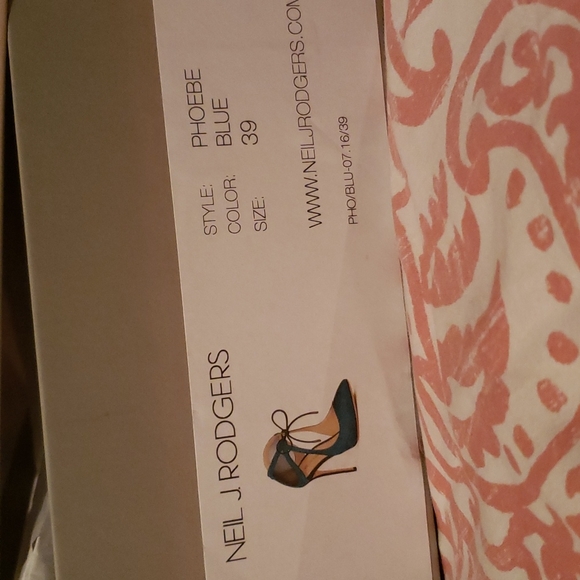 NEIL J. RODGERS
STYLE: PHOEBE
COLOR: BLUE
SIZE: 39
WWW.NEILJRODGERS.COM
PHO/BLU-07.16/39